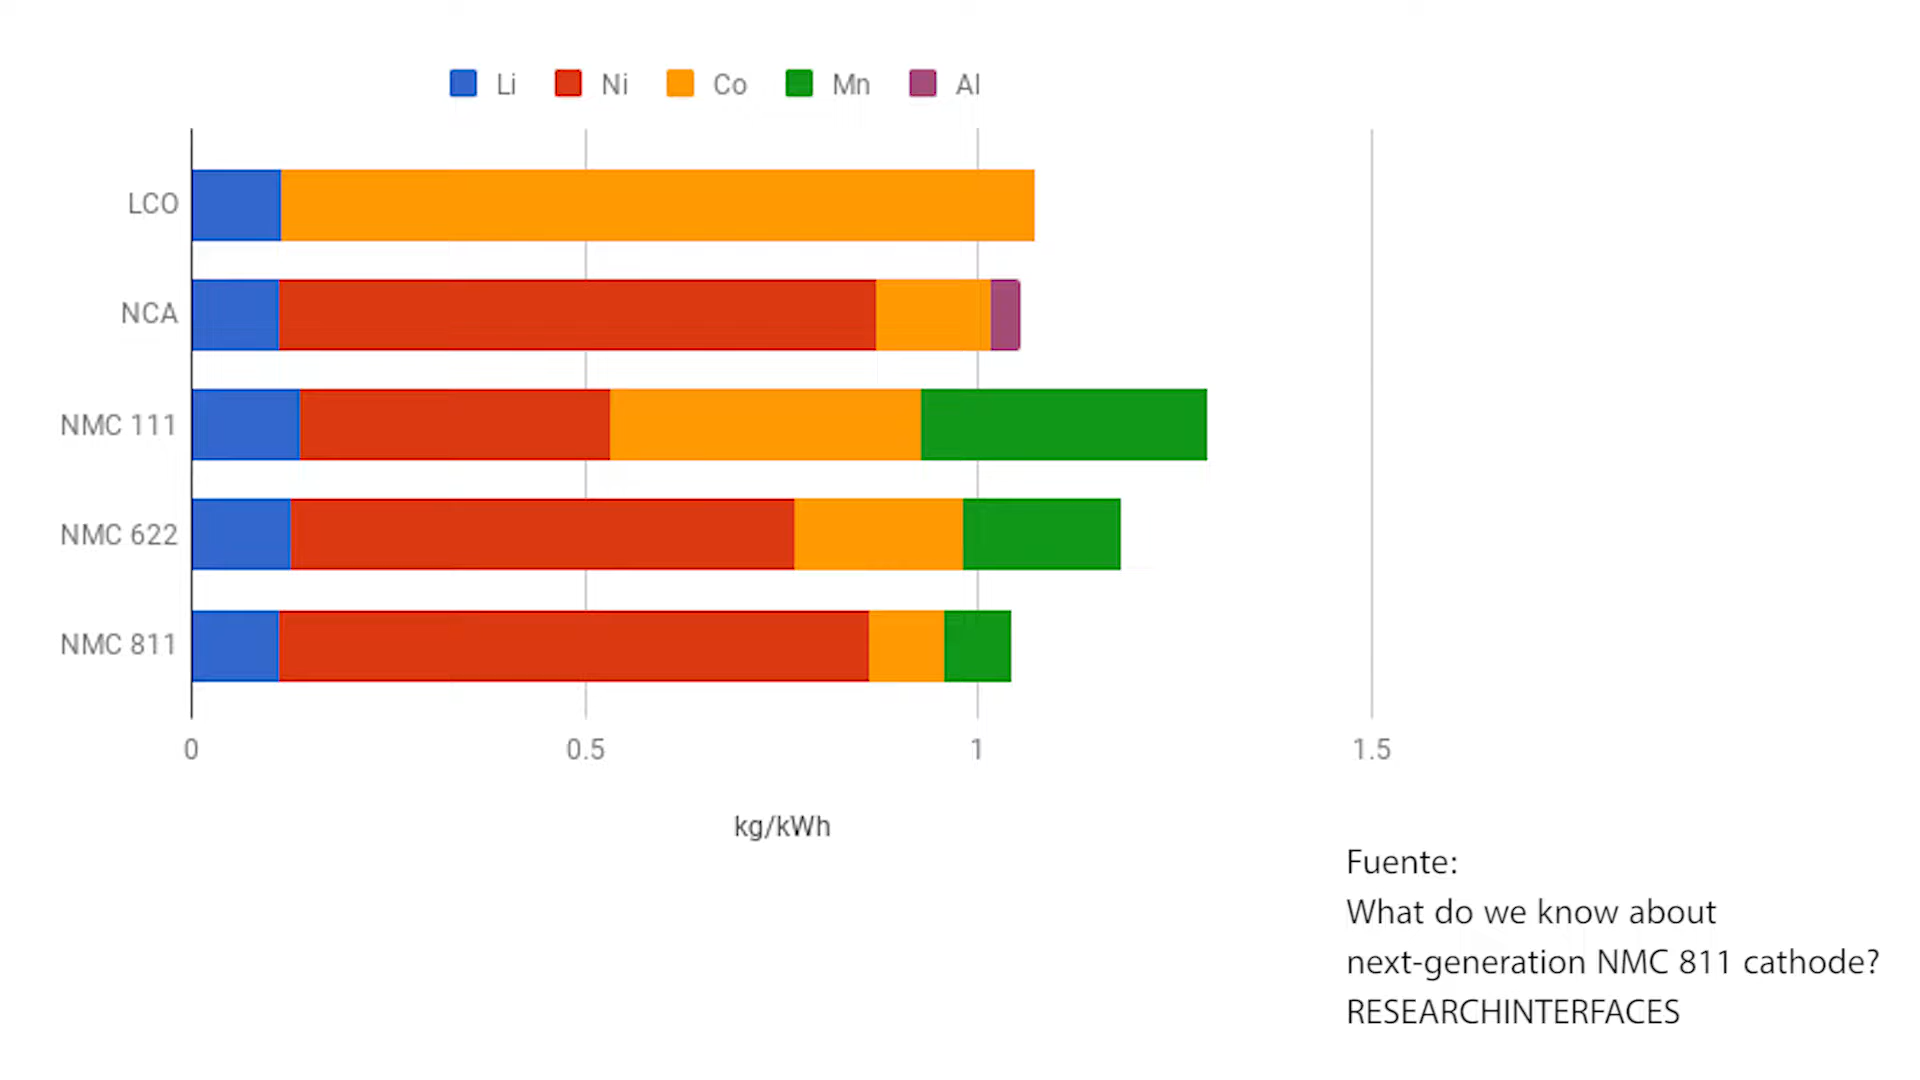 Li Ni Co Mn Al
LCO
NCA
NMC 111
NMC 622
NMC 811
0 0.5 1 1.5
kg/kWh
Fuente:
What do we know about
next-generation NMC 811 cathode?
RESEARCHINTERFACES